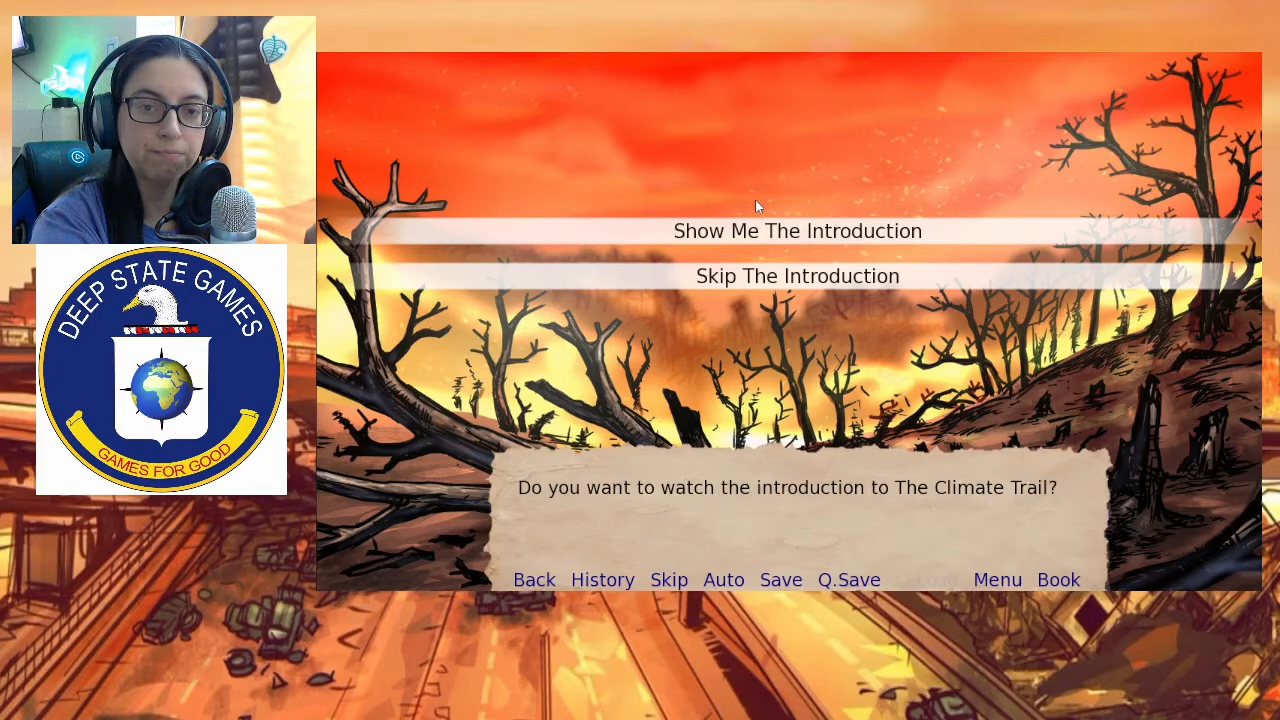 DEEP STATE GAMES
GAMES FOR GOOD
Show Me The Introduction
Skip The Introduction
Do you want to watch the introduction to The Climate Trail?
Back History Skip Auto Save Q.Save Menu Book